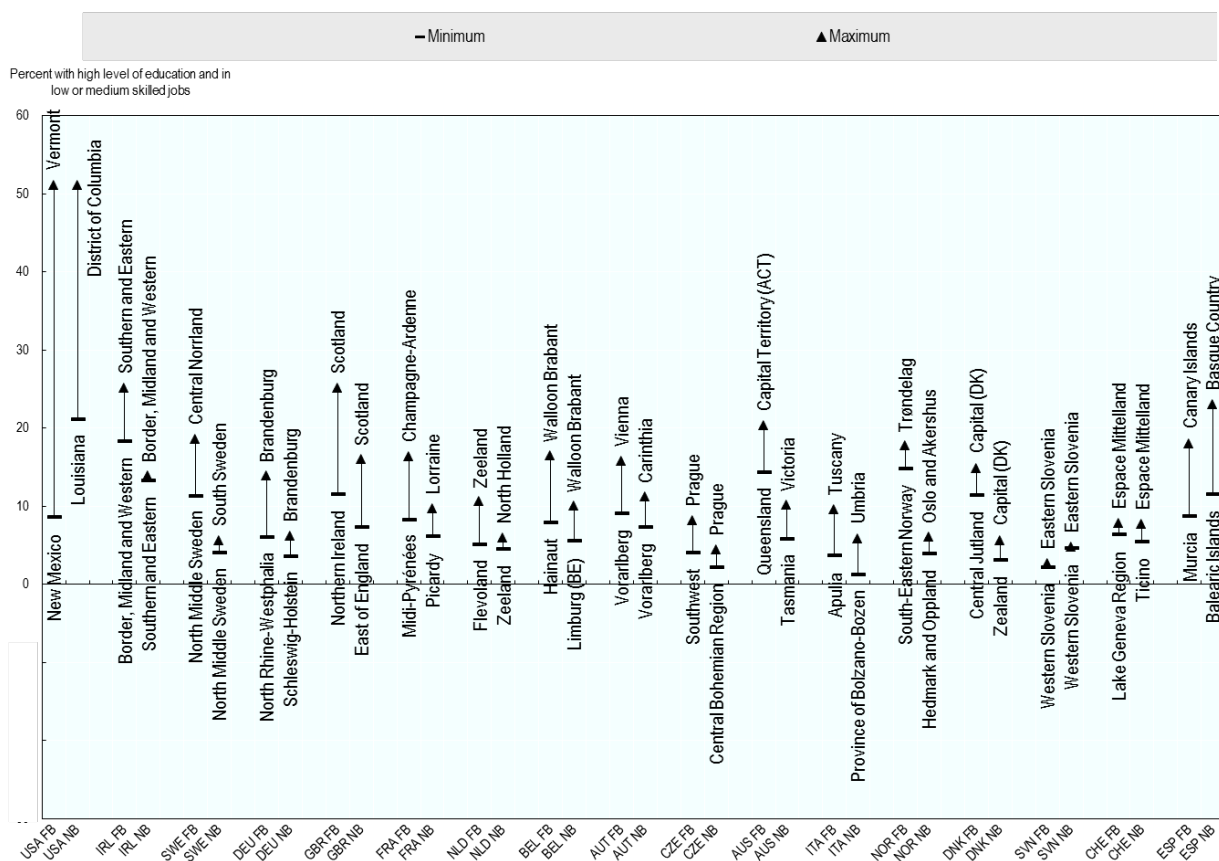 Minimum
Maximum
Percent with high level of education and in
low or medium skilled jobs
60
50
40
30
20
10
0
Vermont
New Mexico
District of Columbia
Louisiana
Southern and Eastern
Border, Midland and Western
Border, Midland and Western
Southern and Eastern
Central Norrland
North Middle Sweden
South Sweden
North Middle Sweden
Brandenburg
North Rhine-Westphalia
Brandenburg
Schleswig-Holstein
Scotland
Northern Ireland
Scotland
East of England
Champagne-Ardenne
Midi-Pyrénées
Lorraine
Picardy
Zeeland
Flevoland
North Holland
Zeeland
Walloon Brabant
Hainaut
Walloon Brabant
Limburg (BE)
Vienna
Vorarlberg
Carinthia
Vorarlberg
Prague
Southwest
Prague
Central Bohemian Region
Capital Territory (ACT)
Queensland
Victoria
Tasmania
Tuscany
Apulia
Umbria
Province of Bolzano-Bozen
Trøndelag
South-Eastern Norway
Oslo and Akershus
Hedmark and Oppland
Capital (DK)
Central Jutland
Capital (DK)
Zealand
Eastern Slovenia
Western Slovenia
Eastern Slovenia
Western Slovenia
Espace Mittelland
Lake Geneva Region
Espace Mittelland
Ticino
Canary Islands
Murcia
Basque Country
Balearic Islands
USA FB
USA NB
IRL FB
IRL NB
SWE FB
SWE NB
DEU FB
DEU NB
GBR FB
GBR NB
FRA FB
FRA NB
NLD FB
NLD NB
BEL FB
BEL NB
AUT FB
AUT NB
CZE FB
CZE NB
AUS FB
AUS NB
ITA FB
ITA NB
NOR FB
NOR NB
DNK FB
DNK NB
SVN FB
SVN NB
CHE FB
CHE NB
ESP FB
ESP NB